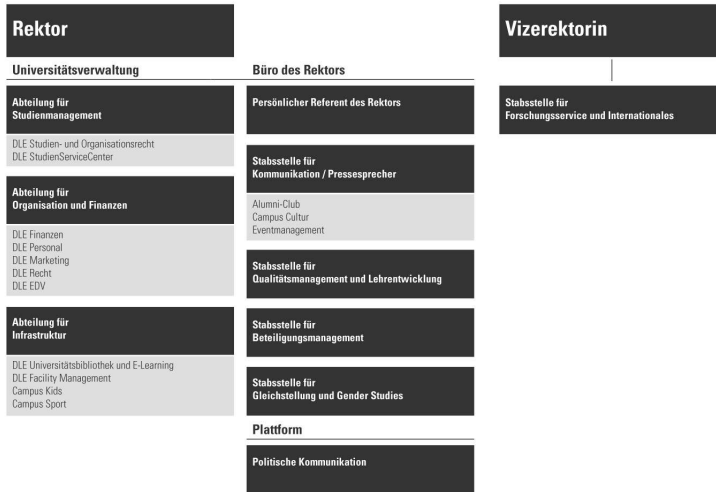 Rektor
Universitätsverwaltung
Abteilung für
Studienmanagement
DLE Studien- und Organisationsrecht
DLE StudienServiceCenter
Abteilung für
Organisation und Finanzen
DLE Finanzen
DLE Personal
DLE Marketing
DLE Recht
DLE EDV
Abteilung für
Infrastruktur
DLE Universitätsbibliothek und E-Learning
DLE Facility Management
Campus Kids
Campus Sport
Büro des Rektors
Persönlicher Referent des Rektors
Stabsstelle für
Kommunikation / Pressesprecher
Alumni-Club
Campus Cultur
Eventmanagement
Stabsstelle für
Qualitätsmanagement und Lehrentwicklung
Stabsstelle für
Beteiligungsmanagement
Stabsstelle für
Gleichstellung und Gender Studies
Plattform
Politische Kommunikation
Vizerektorin
Stabsstelle für
Forschungsservice und Internationales